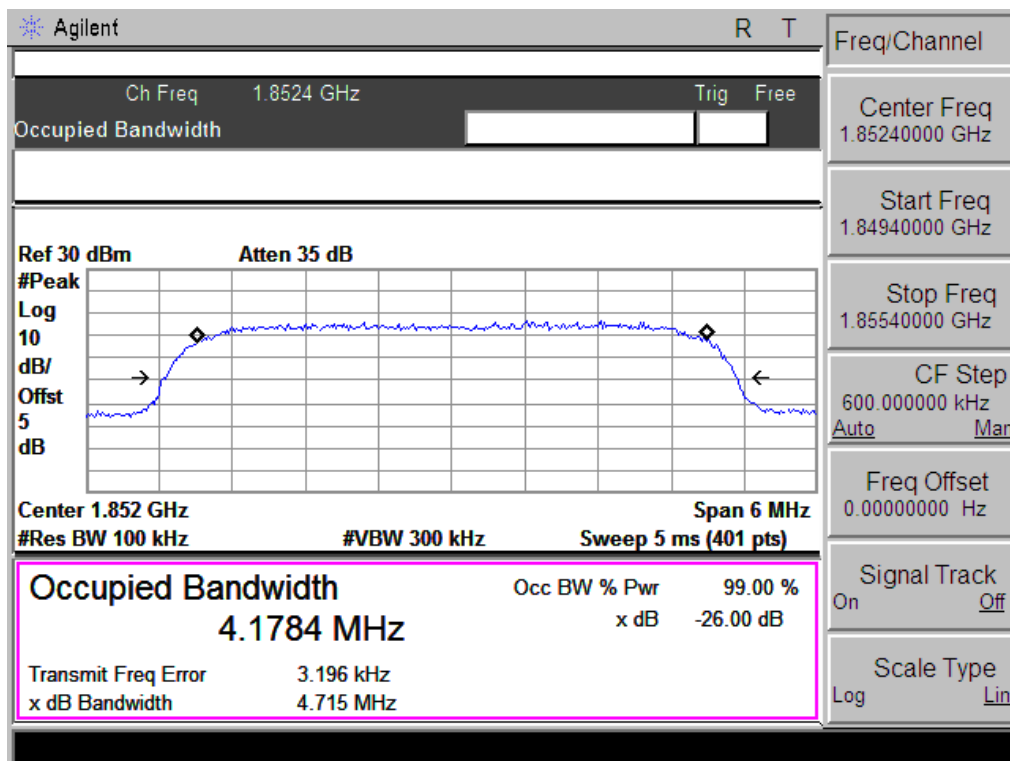 Agilent R T
Ch Freq 1.8524 GHz Trig Free
Occupied Bandwidth
Ref 30 dBm Atten 35 dB
#Peak
Log
10
dB/
Offst
5
dB
Center 1.852 GHz Span 6 MHz
#Res BW 100 kHz #VBW 300 kHz Sweep 5 ms (401 pts)
Occupied Bandwidth Occ BW % Pwr 99.00 %
4.1784 MHz x dB -26.00 dB
Transmit Freq Error 3.196 kHz
x dB Bandwidth 4.715 MHz
Freq/Channel
Center Freq
1.85240000 GHz
Start Freq
1.84940000 GHz
Stop Freq
1.85540000 GHz
CF Step
600.000000 kHz
Auto Man
Freq Offset
0.00000000 Hz
Signal Track
On Off
Scale Type
Log Lin